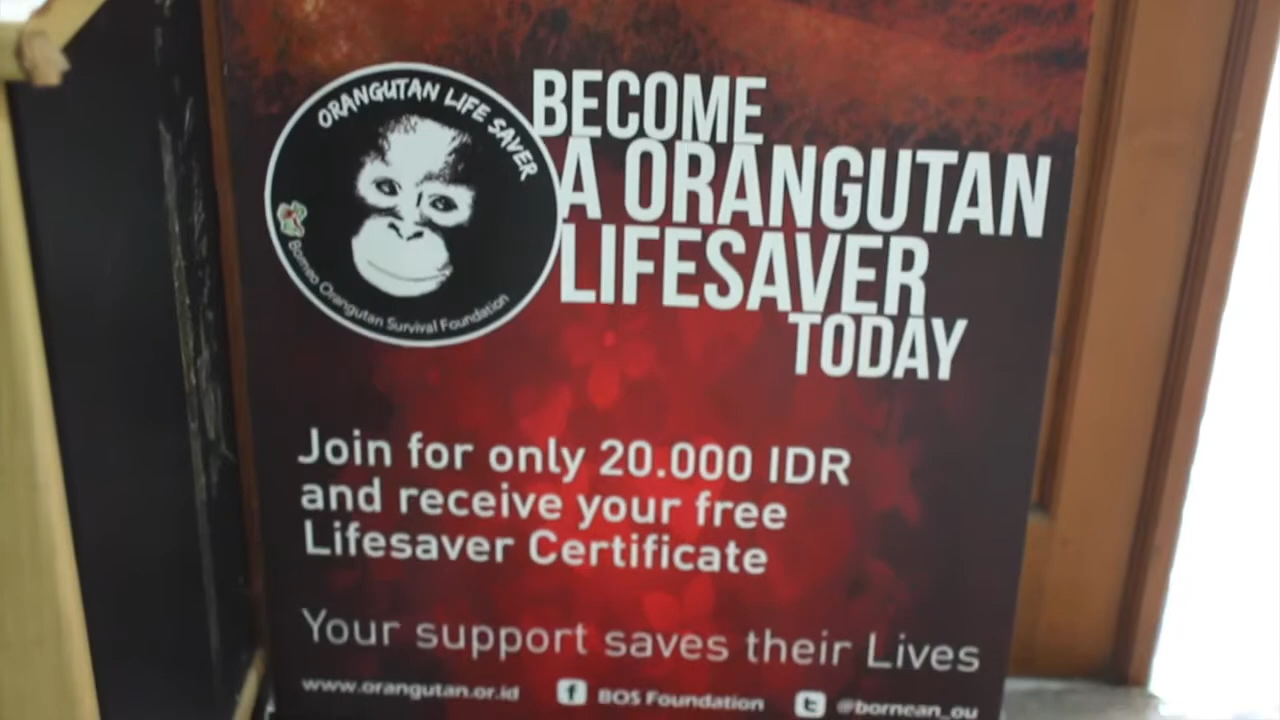 ORANGUTAN LIFE SAVER
Borneo Orangutan Survival Foundation
BECOME
A ORANGUTAN
LIFESAVER
TODAY
Join for only 20.000 IDR
and receive your free
Lifesaver Certificate
Your support saves their Lives
www.orangutan.or.id f BOS Foundation t @bornean_ou